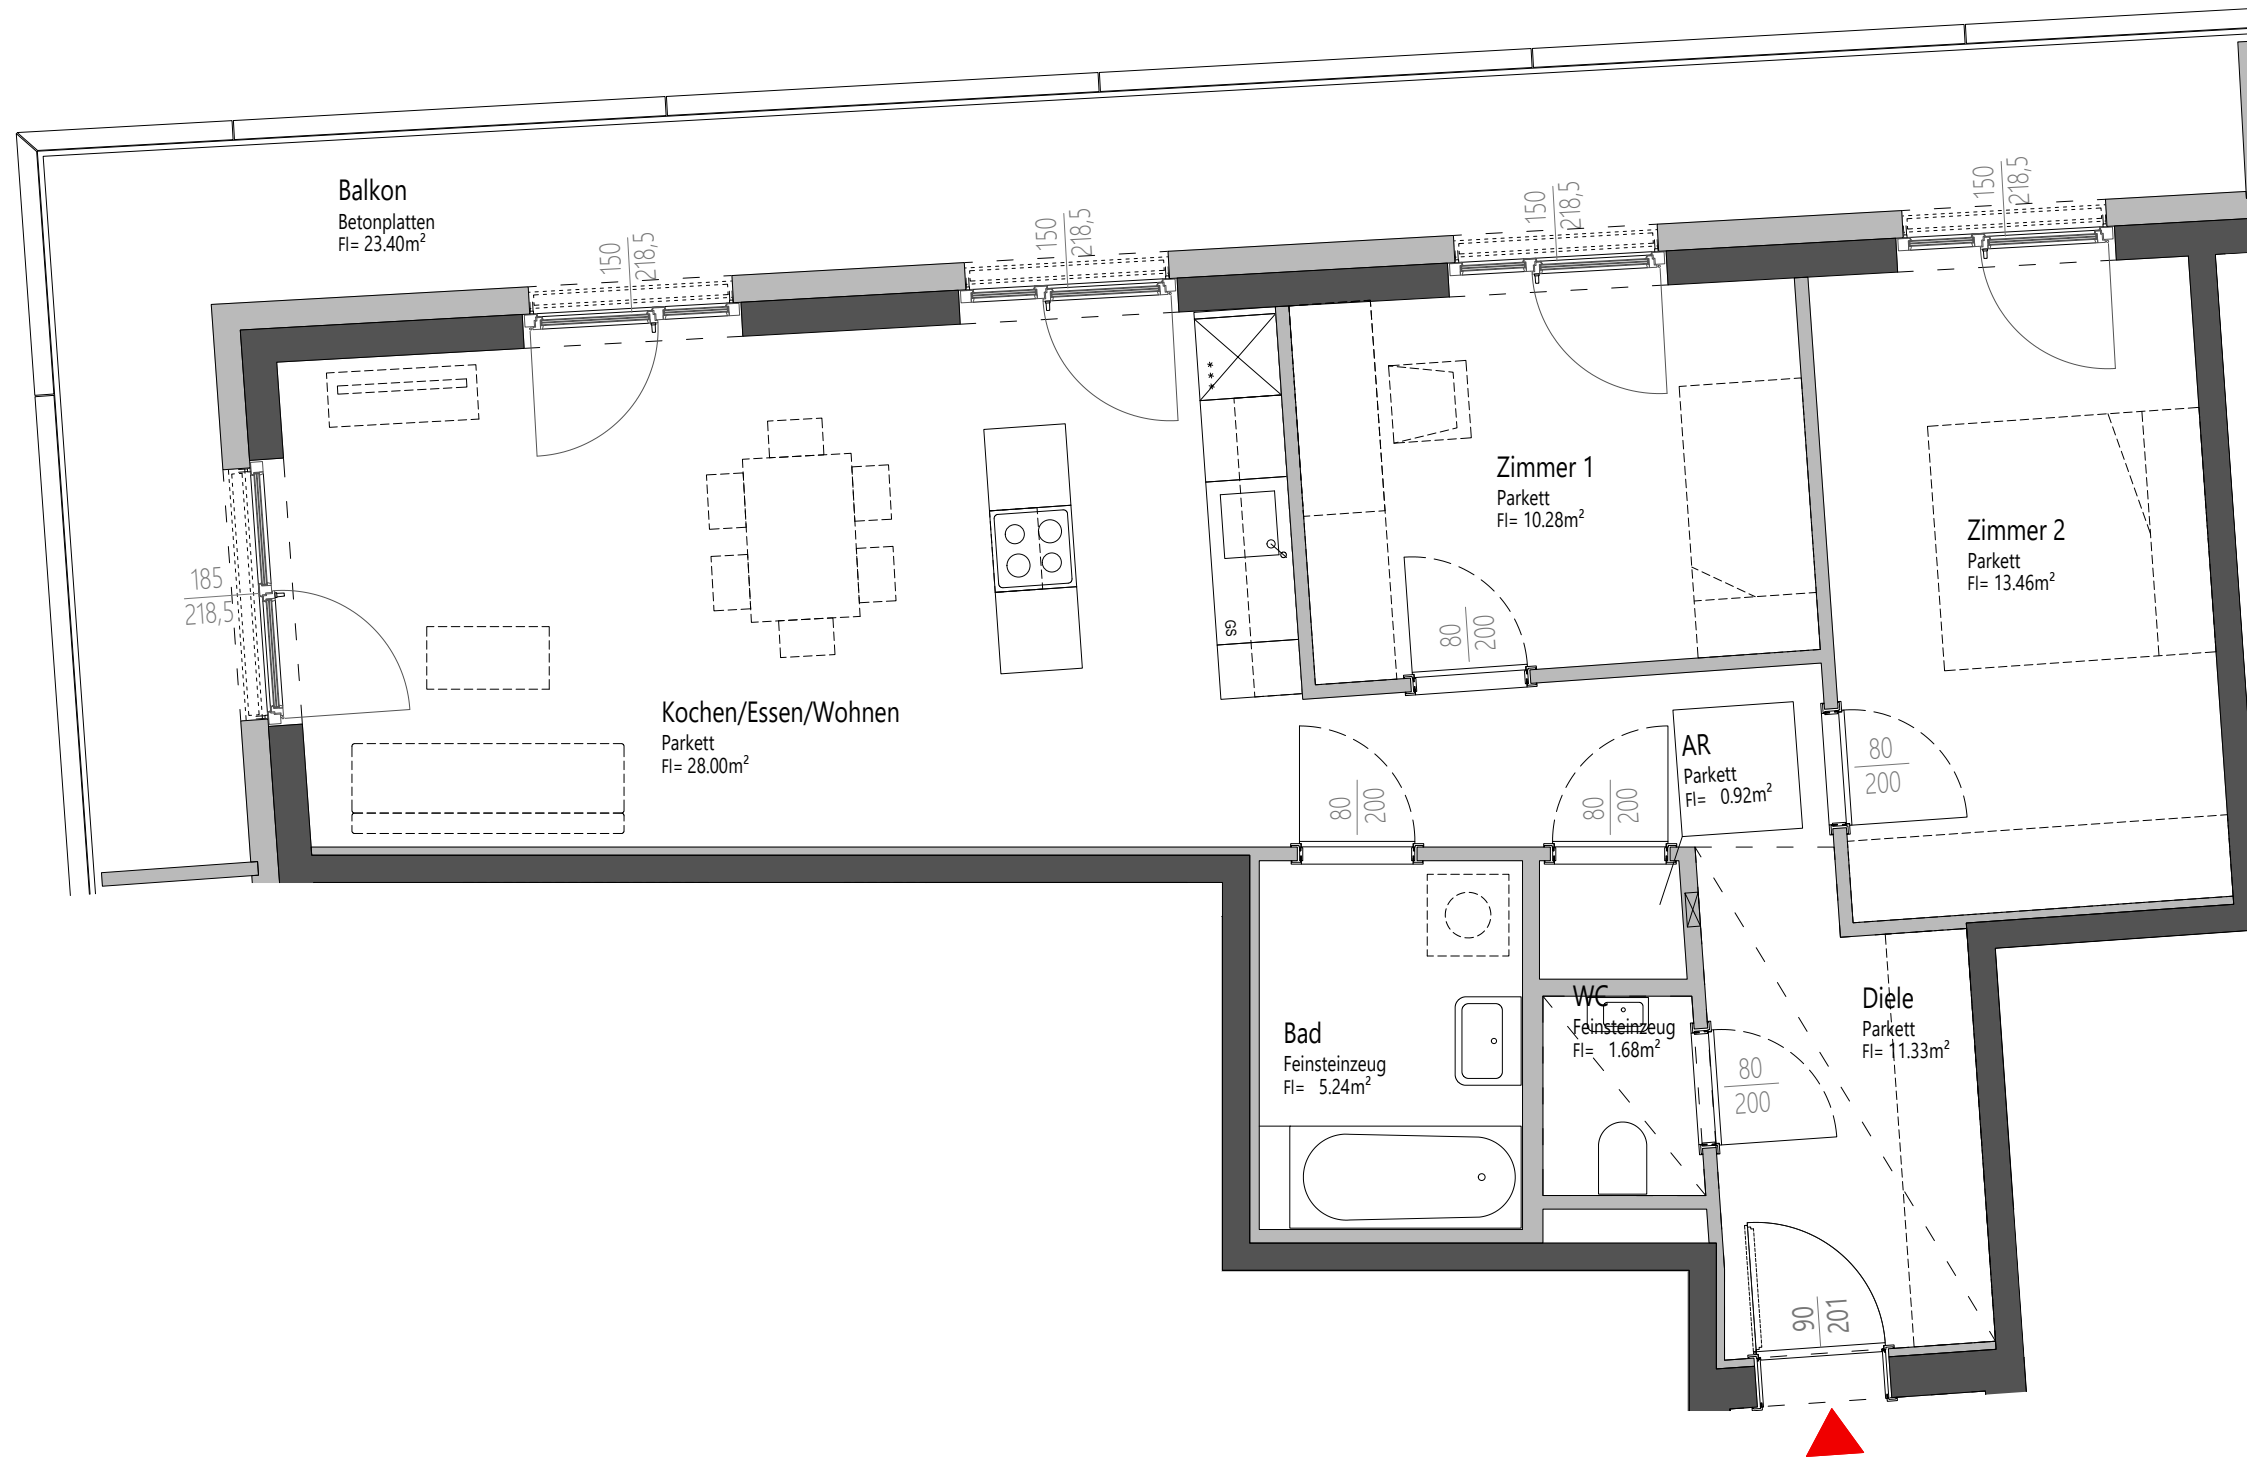 Balkon
Betonplatten
Fl= 23.40m²
150
218,5
150
218,5
150
218,5
150
218,5
185
218,5
***
GS
Kochen/Essen/Wohnen
Parkett
Fl= 28.00m²
Zimmer 1
Parkett
Fl= 10.28m²
80
200
Zimmer 2
Parkett
Fl= 13.46m²
80
200
80
200
AR
Parkett
Fl= 0.92m²
80
200
Bad
Feinsteinzeug
Fl= 5.24m²
WC
Feinsteinzeug
Fl= 1.68m²
80
200
Diele
Parkett
Fl= 11.33m²
90
201